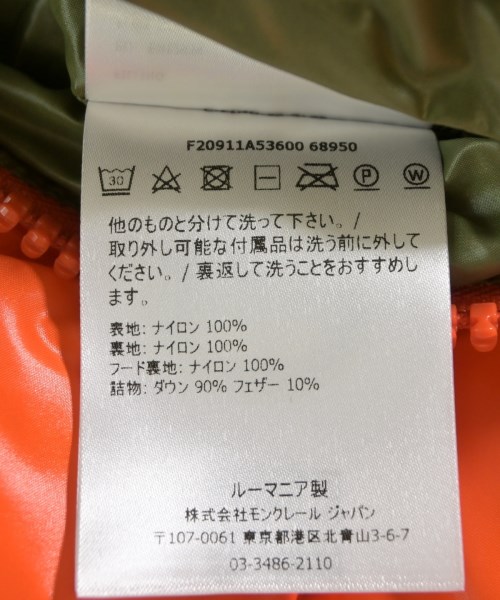 F20911A53600 68950
30
P
W
他のものと分けて洗って下さい。/
取り外し可能な付属品は洗う前に外して
ください。/ 裏返して洗うことをおすすめし
ます。
表地: ナイロン 100%
裏地: ナイロン 100%
フード裏地: ナイロン 100%
詰物: ダウン 90% フェザー 10%
ルーマニア製
株式会社モンクレール ジャパン
〒107-0061 東京都港区北青山3-6-7
03-3486-2110